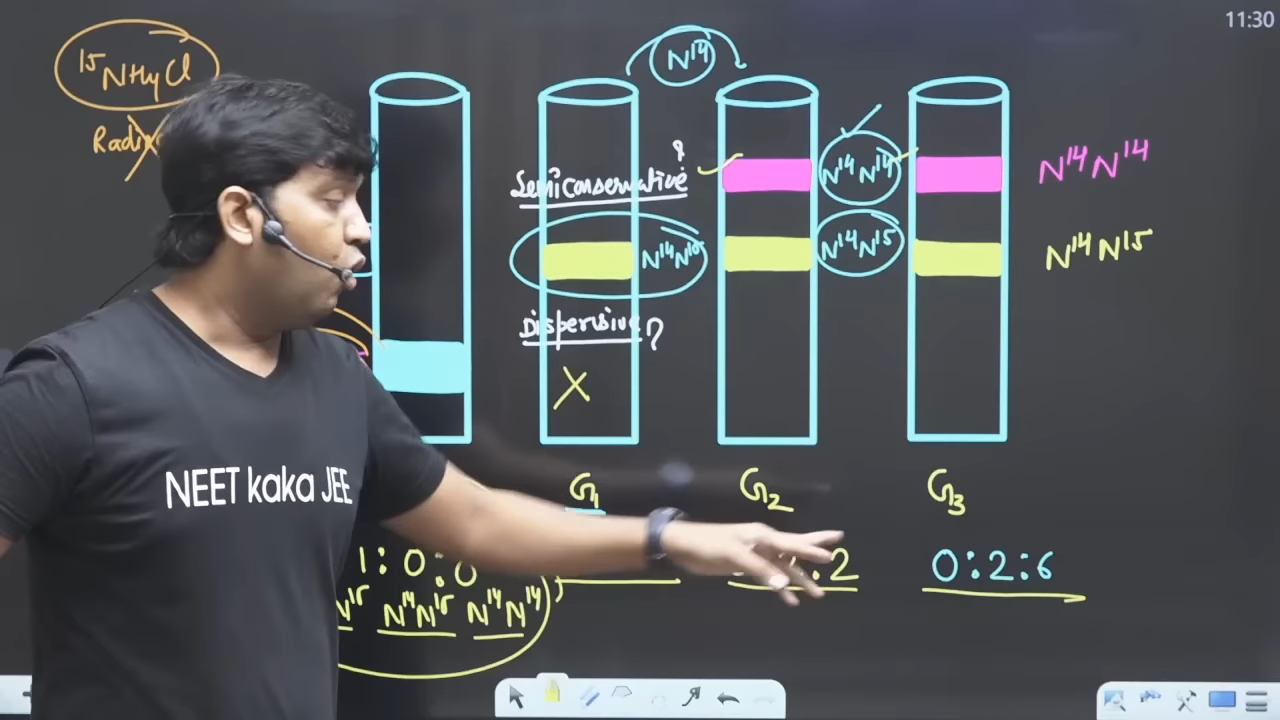 11:30
¹⁵NH4Cl
N¹⁴
Semiconservative ?
N¹⁴N¹⁴
N¹⁴N¹⁴
N¹⁴N¹⁵
N¹⁴N¹⁵
N¹⁴N¹⁵
Dispersive ?
X
G₁
G₂
G₃
NEET kaka JEE
1:0:0
:2
0:2:6
N¹⁴N¹⁵
N¹⁴N¹⁴)